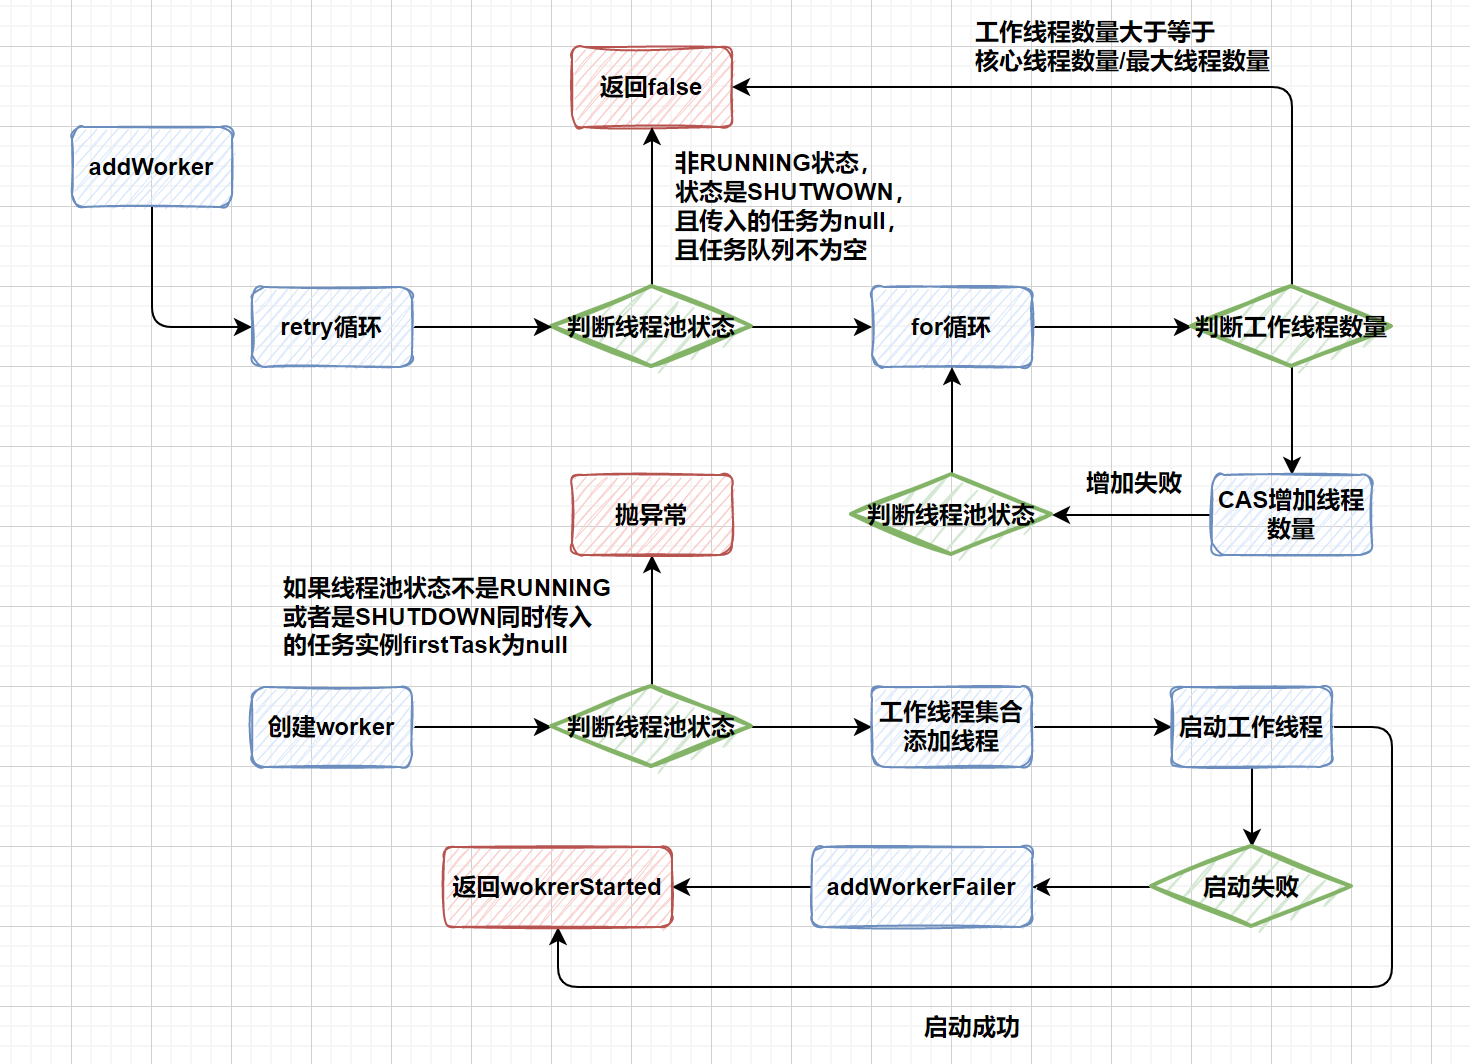 工作线程数量大于等于
核心线程数量/最大线程数量
返回false
addWorker
非RUNNING状态，
状态是SHUTWOWN，
且传入的任务为null，
且任务队列不为空
retry循环
判断线程池状态
for循环
判断工作线程数量
抛异常
判断线程池状态
增加失败
CAS增加线程
数量
如果线程池状态不是RUNNING
或者是SHUTDOWN同时传入
的任务实例firstTask为null
创建worker
判断线程池状态
工作线程集合
添加线程
启动工作线程
返回wokrerStarted
addWorkerFailer
启动失败
启动成功